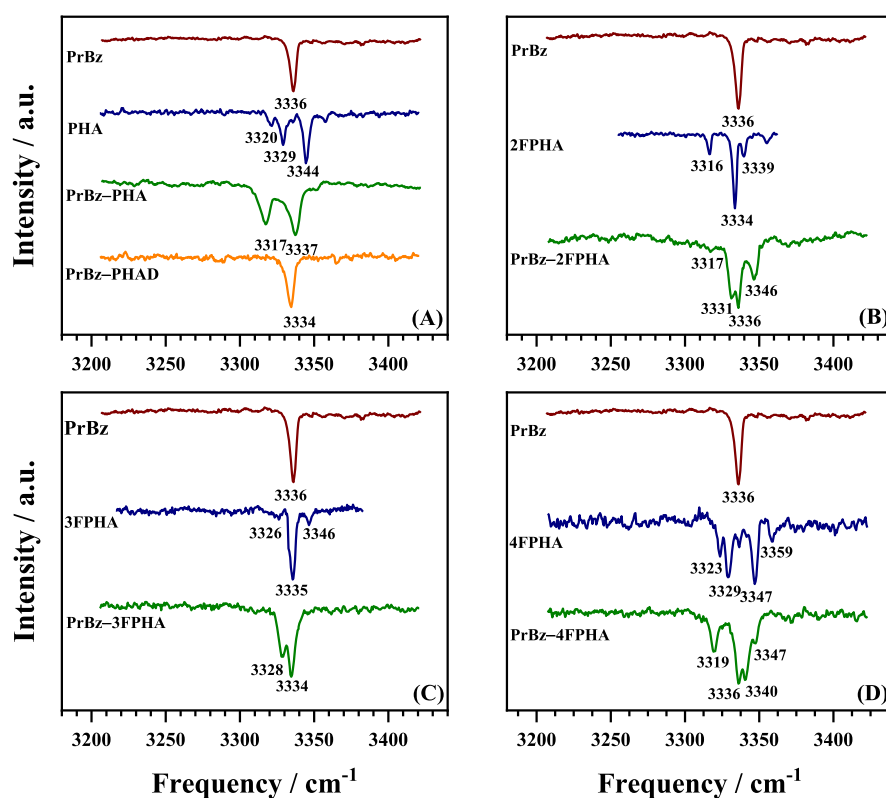 Intensity / a.u.
PrBz
3336
PHA
3320
3329
3344
PrBz–PHA
3317
3337
PrBz–PHAD
3334
(A)
3200 3250 3300 3350 3400
PrBz
3336
2FPHA
3316
3339
3334
PrBz–2FPHA
3317
3346
3331
3336
(B)
3200 3250 3300 3350 3400
Intensity / a.u.
PrBz
3336
3FPHA
3326
3346
3335
PrBz–3FPHA
3328
3334
(C)
3200 3250 3300 3350 3400
Frequency / cm-1
PrBz
3336
4FPHA
3323
3359
3329
3347
PrBz–4FPHA
3319
3347
3336
3340
(D)
3200 3250 3300 3350 3400
Frequency / cm-1